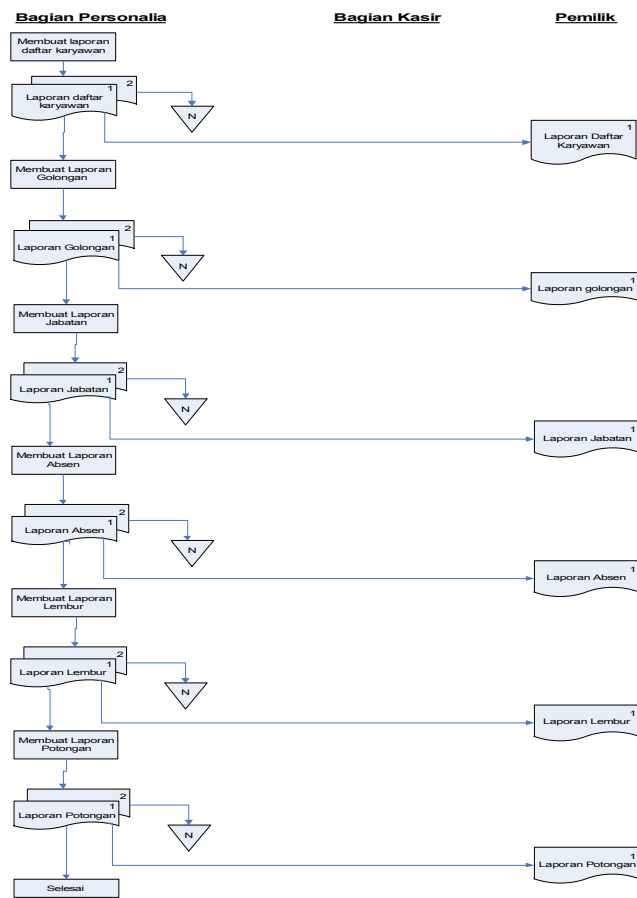 Bagian Personalia
Bagian Kasir
Pemilik
Membuat laporan
daftar karyawan
2
1
Laporan daftar
karyawan
N
1
Laporan Daftar
Karyawan
Membuat Laporan
Golongan
2
1
Laporan Golongan
N
1
Laporan golongan
Membuat Laporan
Jabatan
2
1
Laporan Jabatan
N
1
Laporan Jabatan
Membuat Laporan
Absen
2
1
Laporan Absen
N
1
Laporan Absen
Membuat Laporan
Lembur
2
1
Laporan Lembur
N
1
Laporan Lembur
Membuat Laporan
Potongan
2
1
Laporan Potongan
N
1
Laporan Potongan
Selesai